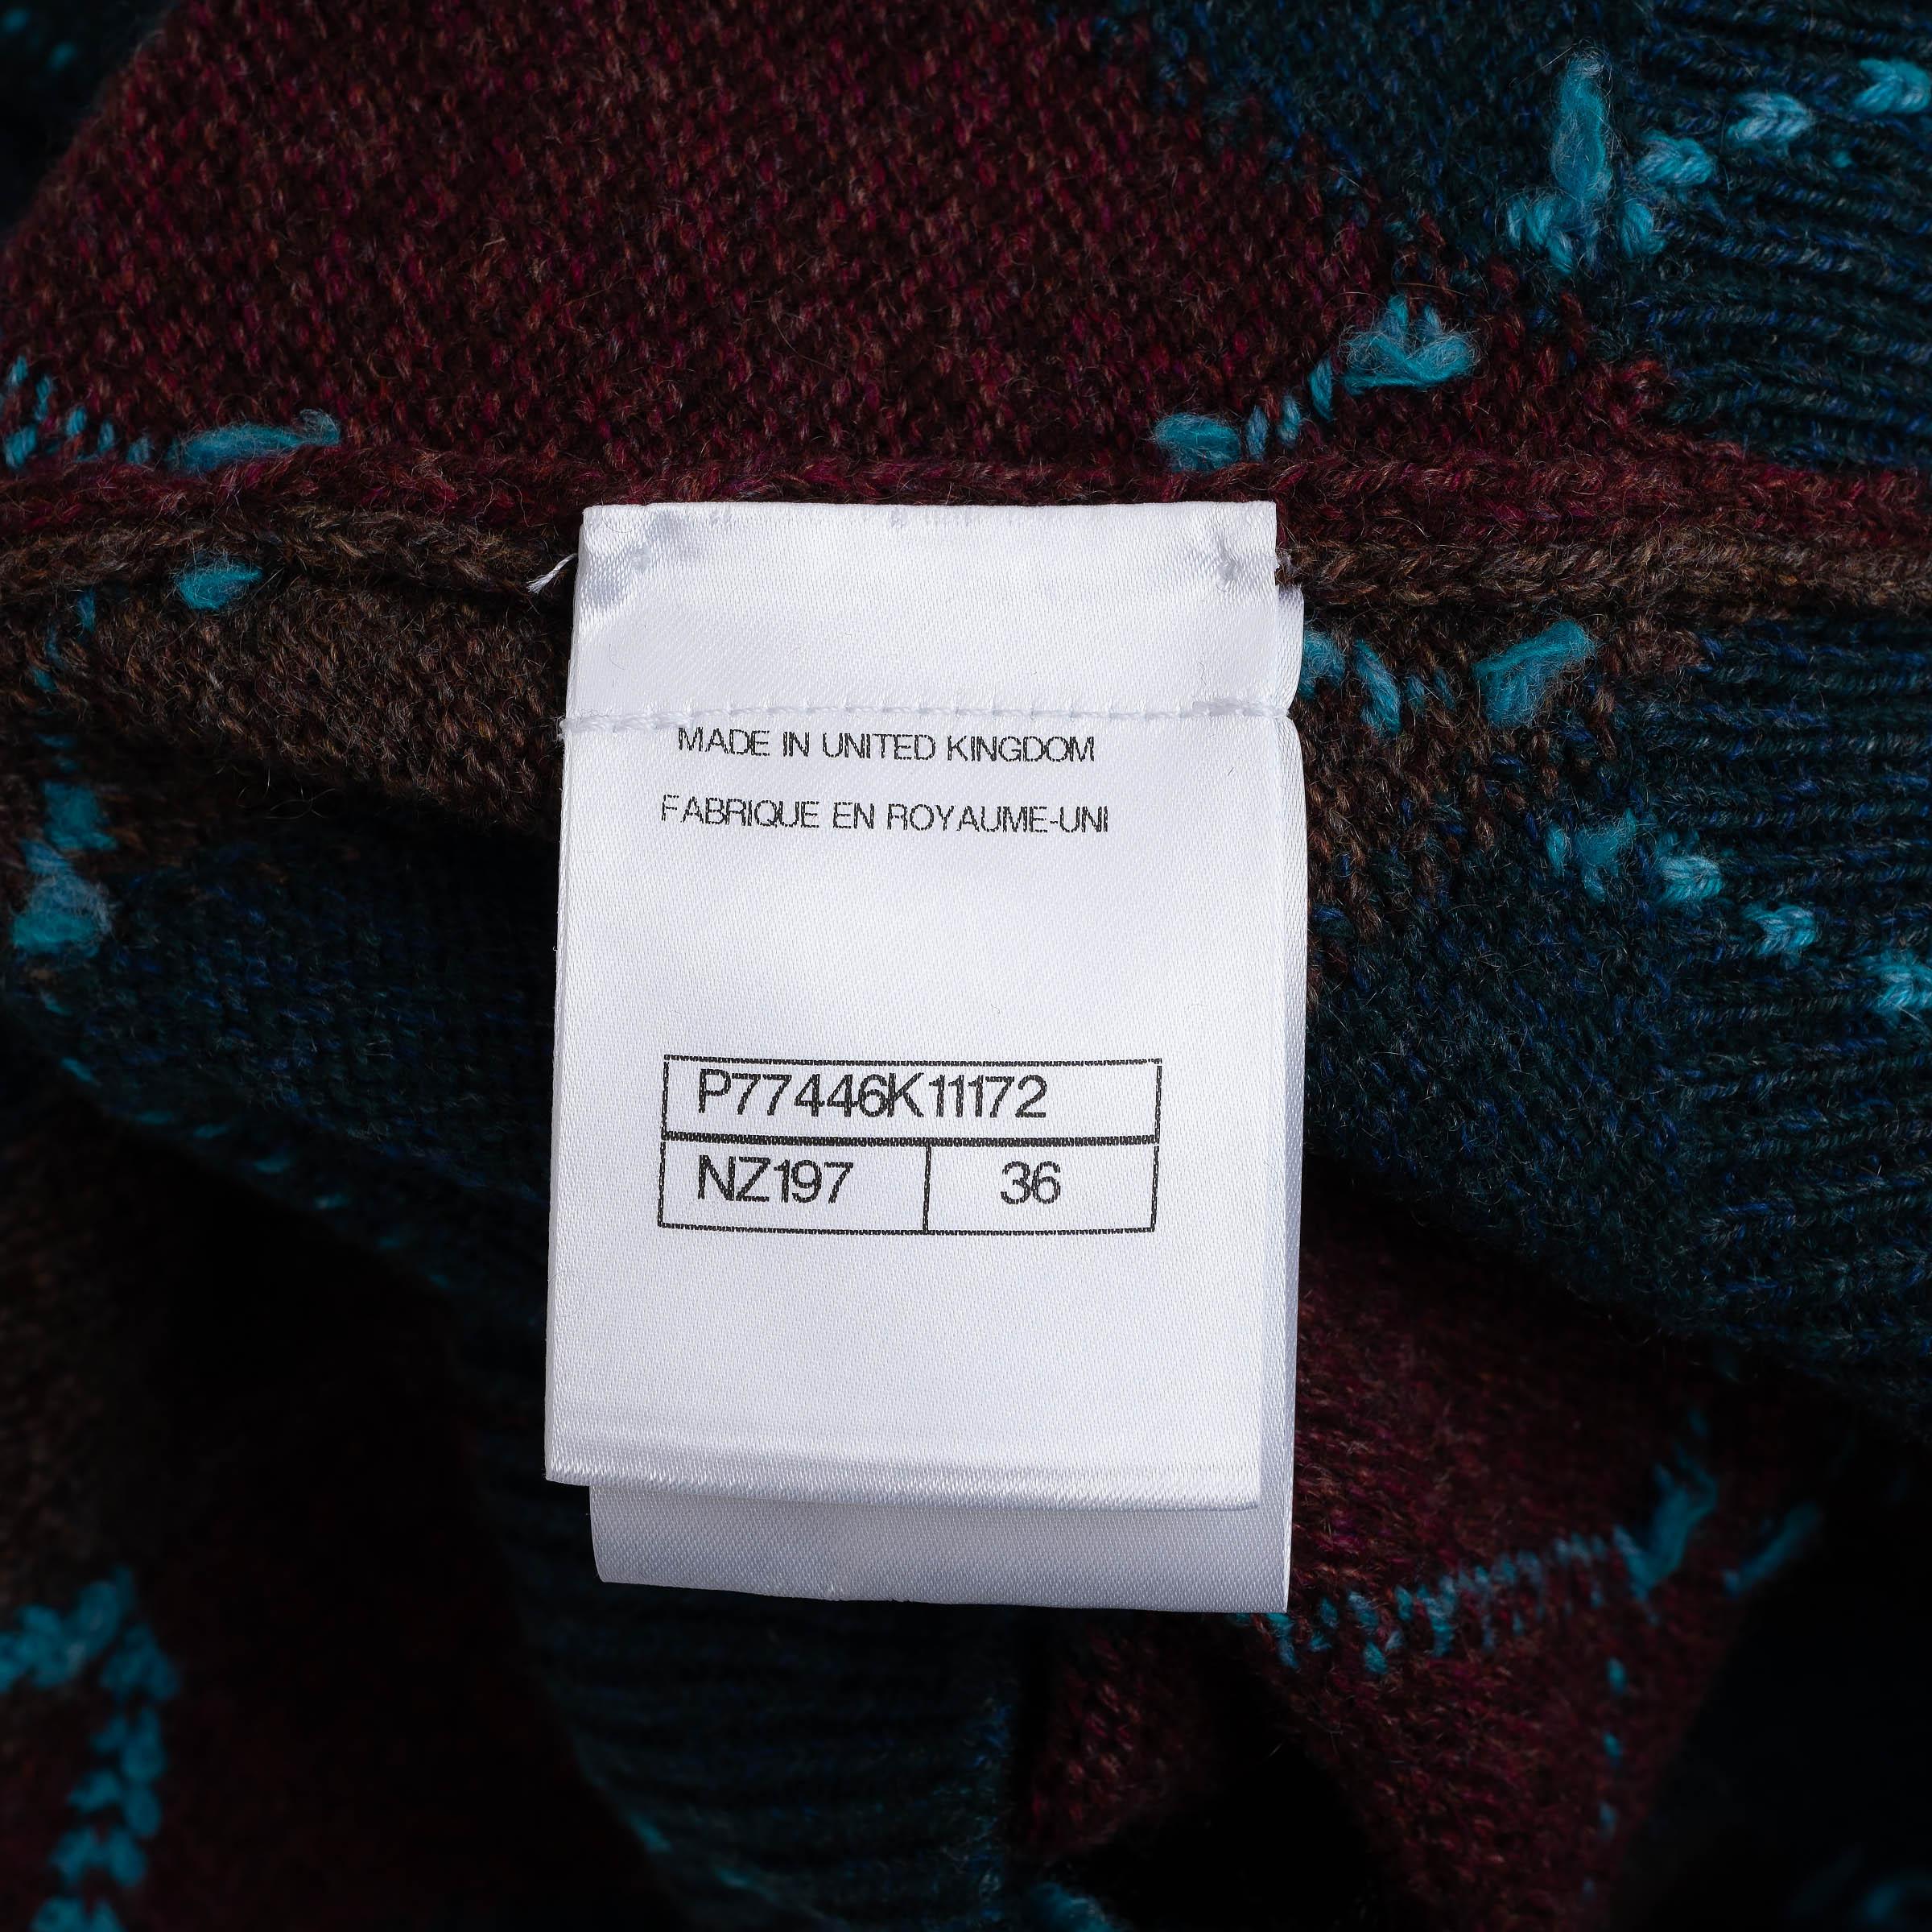 MADE IN UNITED KINGDOM
FABRIQUE EN ROYAUME-UNI
P77446K11172
NZ197 36